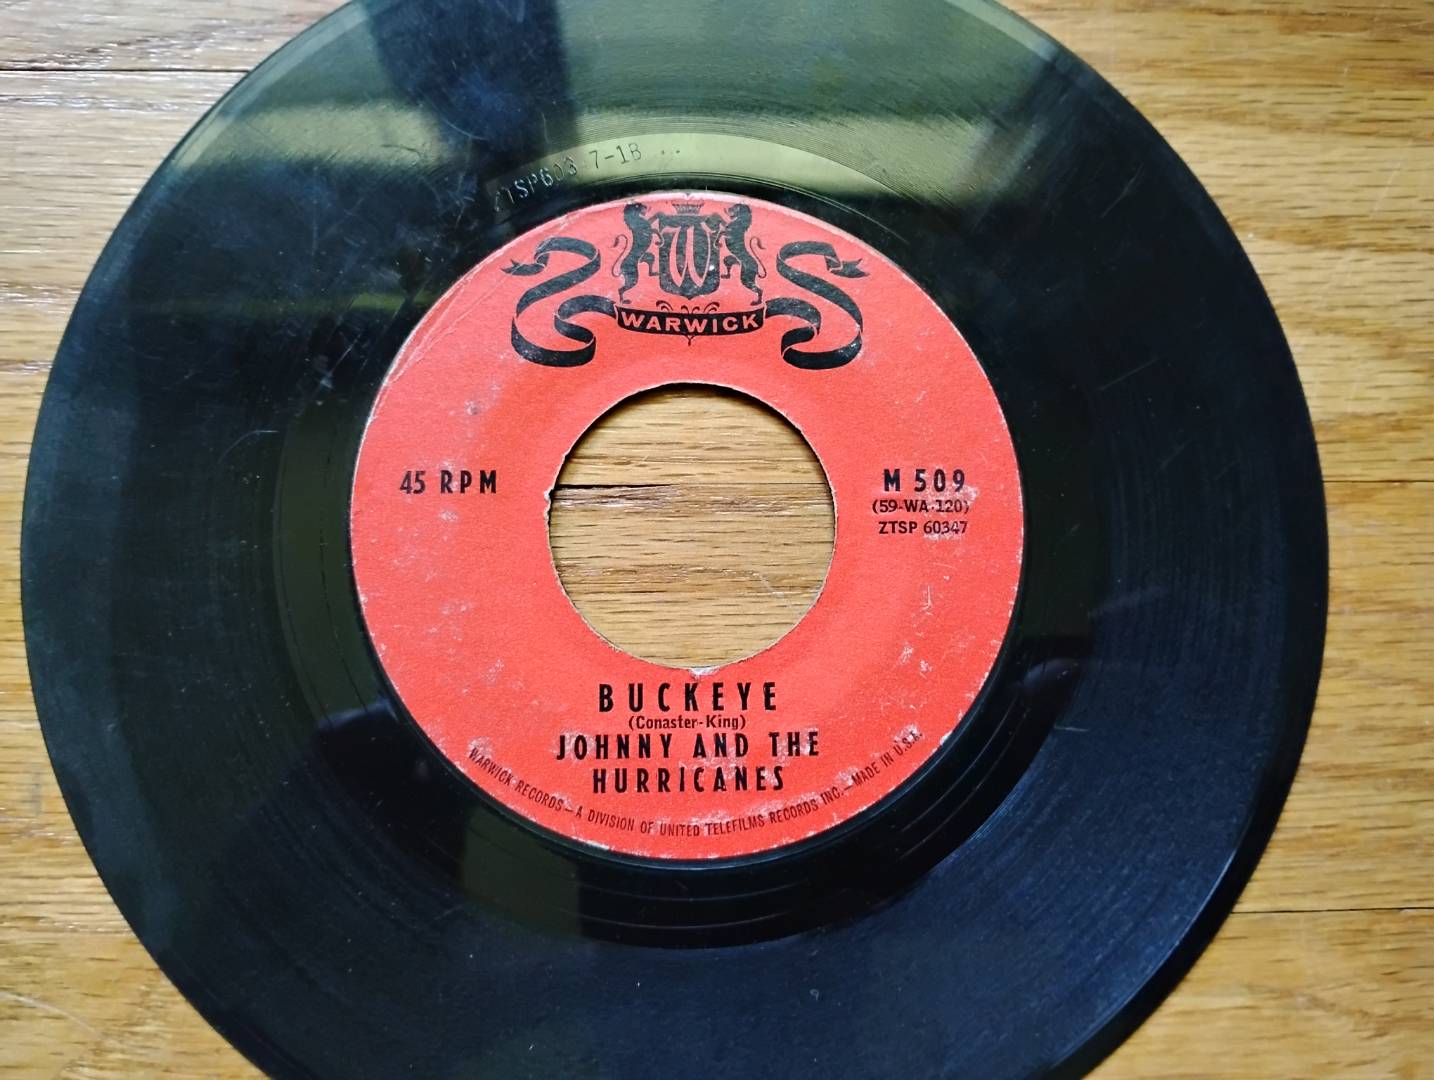 7-1B
W
WARWICK
45 RPM
M 509
(59-WA-120)
ZTSP 60347
BUCKEYE
(Conaster-King)
JOHNNY AND THE
HURRICANES
WARWICK RECORDS—A DIVISION OF UNITED TELEFILMS RECORDS INC.—MADE IN U.S.A.